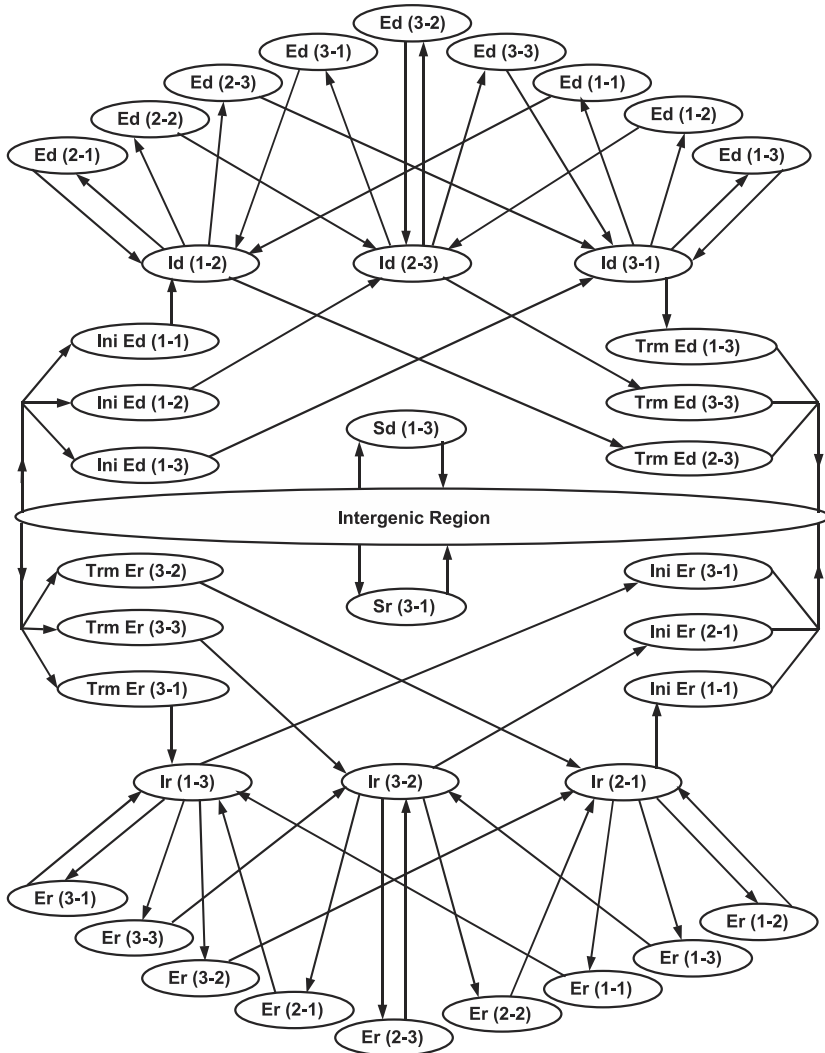 Ed (3-2)
Ed (3-1)
Ed (3-3)
Ed (2-3)
Ed (1-1)
Ed (2-2)
Ed (1-2)
Ed (2-1)
Ed (1-3)
Id (1-2)
Id (2-3)
Id (3-1)
Ini Ed (1-1)
Trm Ed (1-3)
Ini Ed (1-2)
Trm Ed (3-3)
Sd (1-3)
Ini Ed (1-3)
Trm Ed (2-3)
Intergenic Region
Trm Er (3-2)
Ini Er (3-1)
Sr (3-1)
Trm Er (3-3)
Ini Er (2-1)
Trm Er (3-1)
Ini Er (1-1)
Ir (1-3)
Ir (3-2)
Ir (2-1)
Er (3-1)
Er (1-2)
Er (3-3)
Er (1-3)
Er (3-2)
Er (1-1)
Er (2-1)
Er (2-2)
Er (2-3)